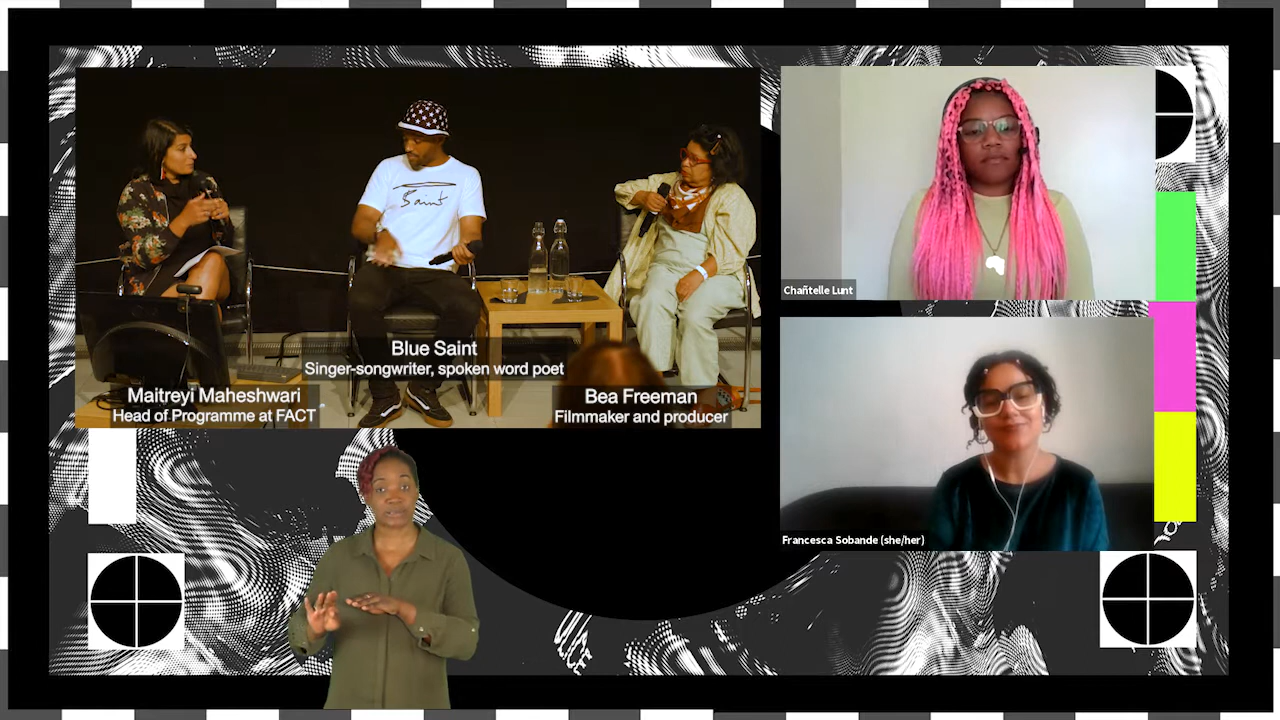 Saint
Blue Saint
Singer-songwriter, spoken word poet
Maitreyi Maheshwari
Head of Programme at FACT
Bea Freeman
Filmmaker and producer
Chañtelle Lunt
Francesca Sobande (she/her)